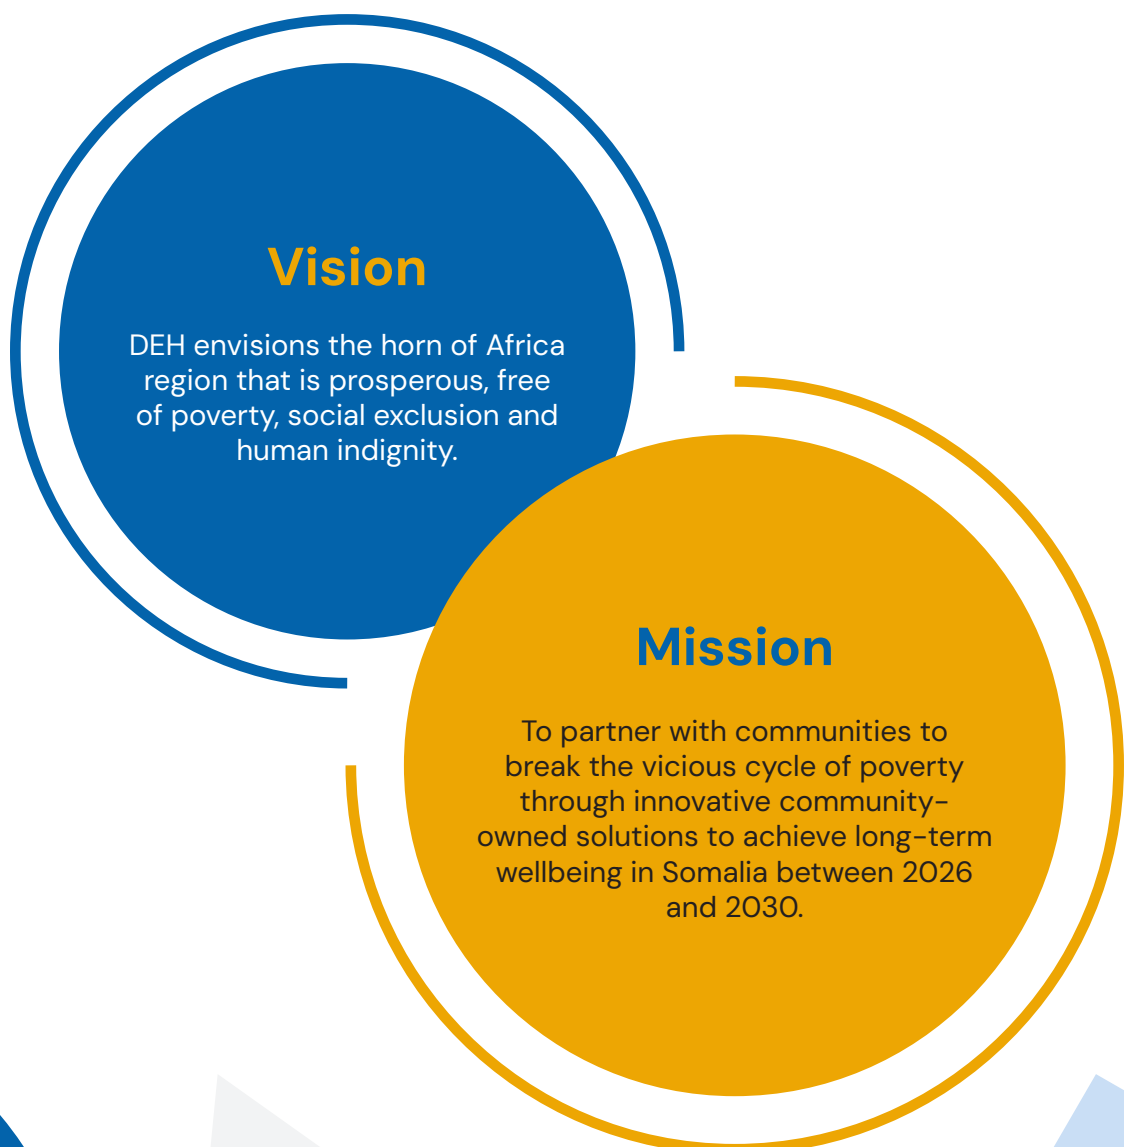 Vision
DEH envisions the horn of Africa
region that is prosperous, free
of poverty, social exclusion and
human indignity.
Mission
To partner with communities to
break the vicious cycle of poverty
through innovative community-
owned solutions to achieve long-term
wellbeing in Somalia between 2026
and 2030.